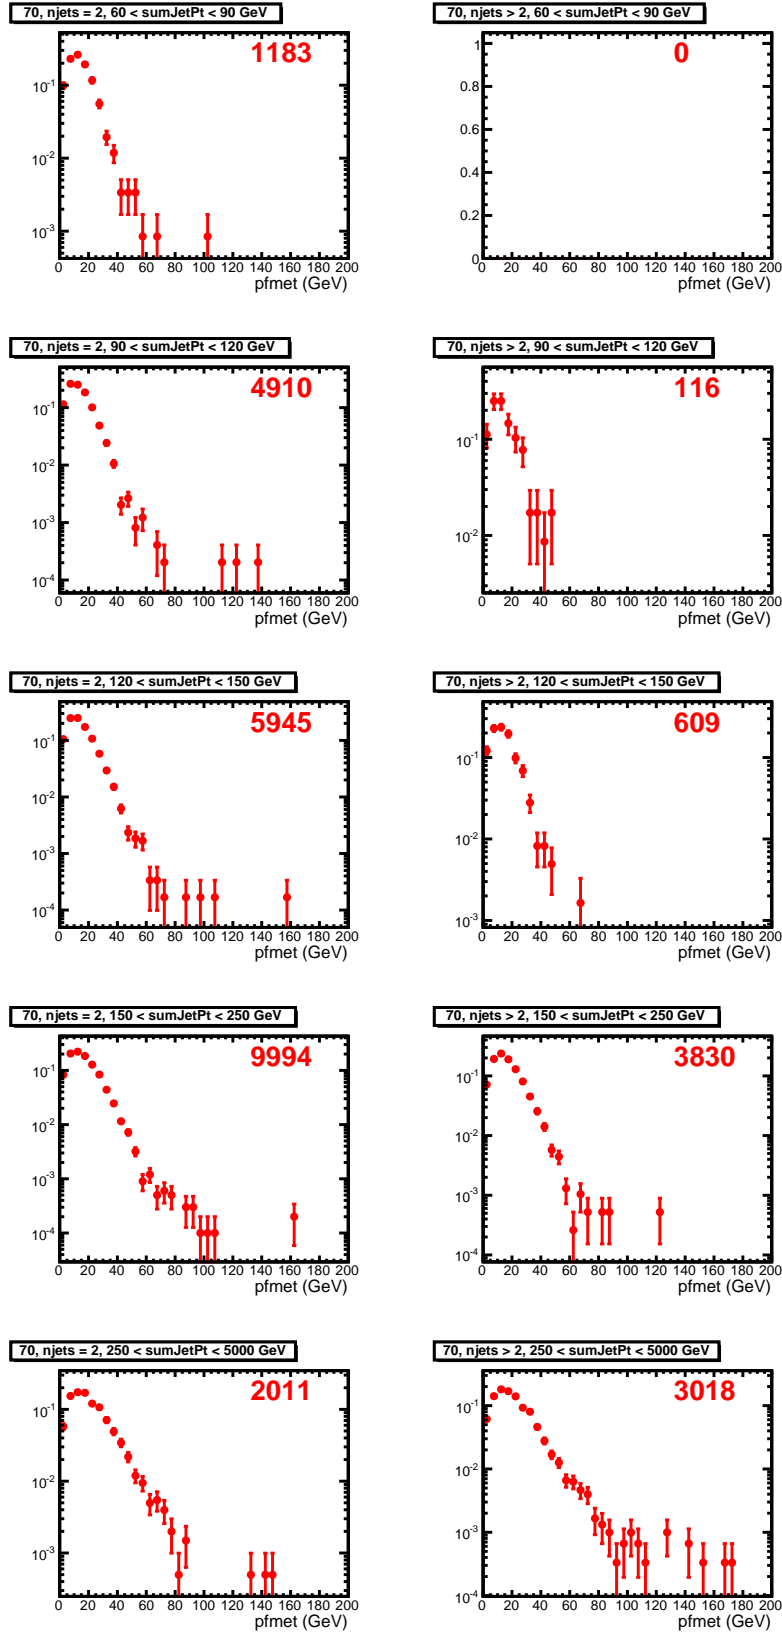 70, njets = 2, 60 < sumJetPt < 90 GeV
1183
10^-1
10^-2
10^-3
0 20 40 60 80 100 120 140 160 180 200
pfmet (GeV)
70, njets > 2, 60 < sumJetPt < 90 GeV
0
1
0.8
0.6
0.4
0.2
0
0 20 40 60 80 100 120 140 160 180 200
pfmet (GeV)
70, njets = 2, 90 < sumJetPt < 120 GeV
4910
10^-1
10^-2
10^-3
10^-4
0 20 40 60 80 100 120 140 160 180 200
pfmet (GeV)
70, njets > 2, 90 < sumJetPt < 120 GeV
116
10^-1
10^-2
0 20 40 60 80 100 120 140 160 180 200
pfmet (GeV)
70, njets = 2, 120 < sumJetPt < 150 GeV
5945
10^-1
10^-2
10^-3
10^-4
0 20 40 60 80 100 120 140 160 180 200
pfmet (GeV)
70, njets > 2, 120 < sumJetPt < 150 GeV
609
10^-1
10^-2
10^-3
0 20 40 60 80 100 120 140 160 180 200
pfmet (GeV)
70, njets = 2, 150 < sumJetPt < 250 GeV
9994
10^-1
10^-2
10^-3
10^-4
0 20 40 60 80 100 120 140 160 180 200
pfmet (GeV)
70, njets > 2, 150 < sumJetPt < 250 GeV
3830
10^-1
10^-2
10^-3
10^-4
0 20 40 60 80 100 120 140 160 180 200
pfmet (GeV)
70, njets = 2, 250 < sumJetPt < 5000 GeV
2011
10^-1
10^-2
10^-3
0 20 40 60 80 100 120 140 160 180 200
pfmet (GeV)
70, njets > 2, 250 < sumJetPt < 5000 GeV
3018
10^-1
10^-2
10^-3
10^-4
0 20 40 60 80 100 120 140 160 180 200
pfmet (GeV)